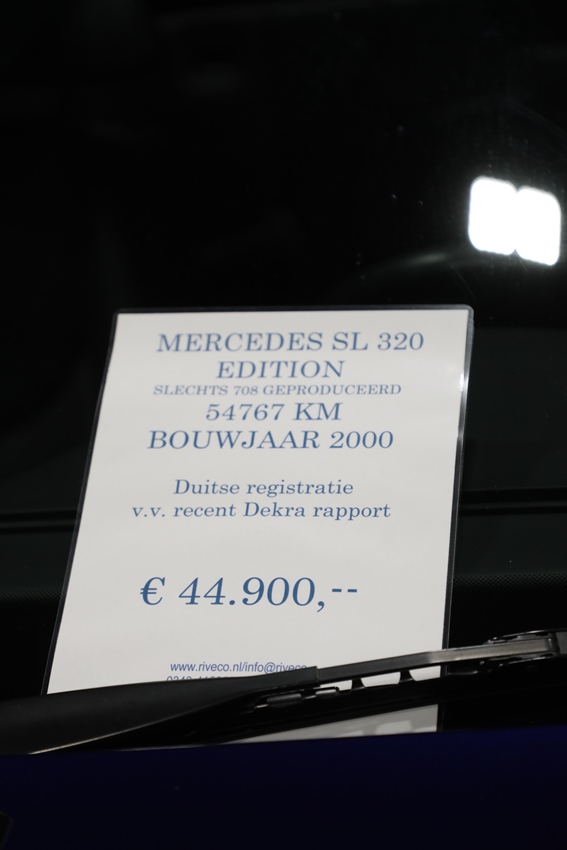 MERCEDES SL 320
EDITION
SLECHTS 708 GEPRODUCEERD
54767 KM
BOUWJAAR 2000
Duitse registratie
v.v. recent Dekra rapport
€ 44.900,--
www.riveco.nl/info@riveco